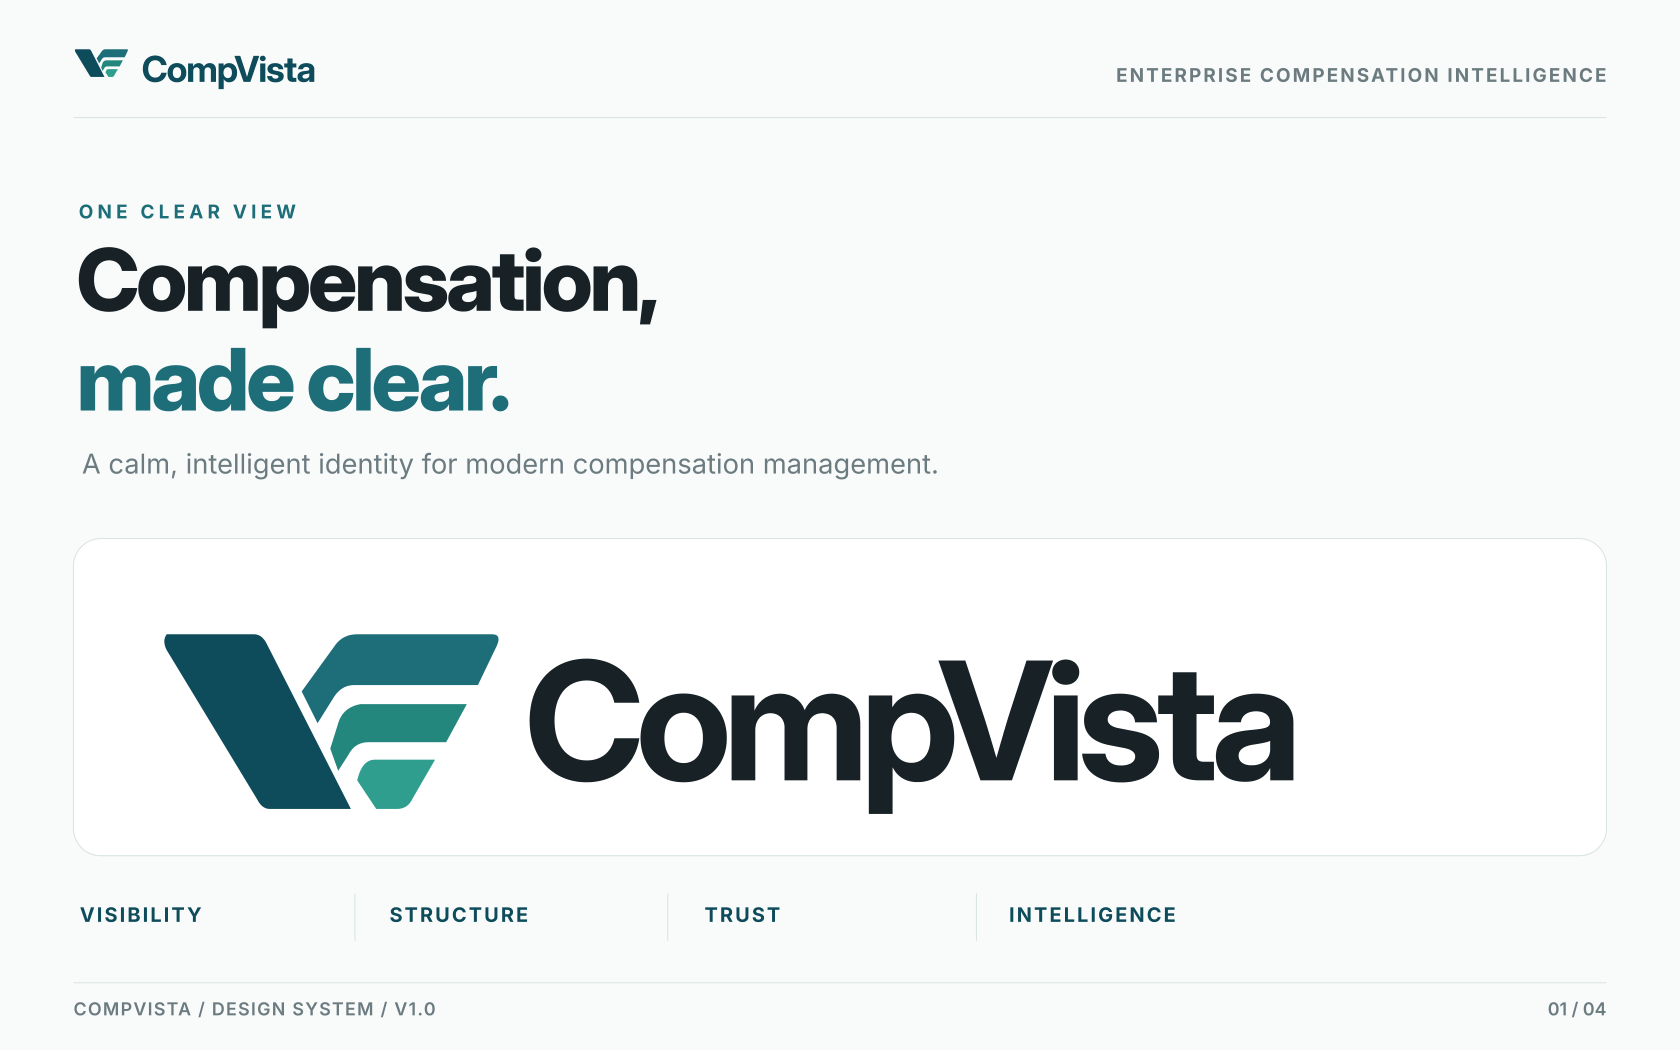 CompVista
ENTERPRISE COMPENSATION INTELLIGENCE
ONE CLEAR VIEW
Compensation,
made clear.
A calm, intelligent identity for modern compensation management.
CompVista
VISIBILITY
STRUCTURE
TRUST
INTELLIGENCE
COMPVISTA / DESIGN SYSTEM / V1.0
01 / 04